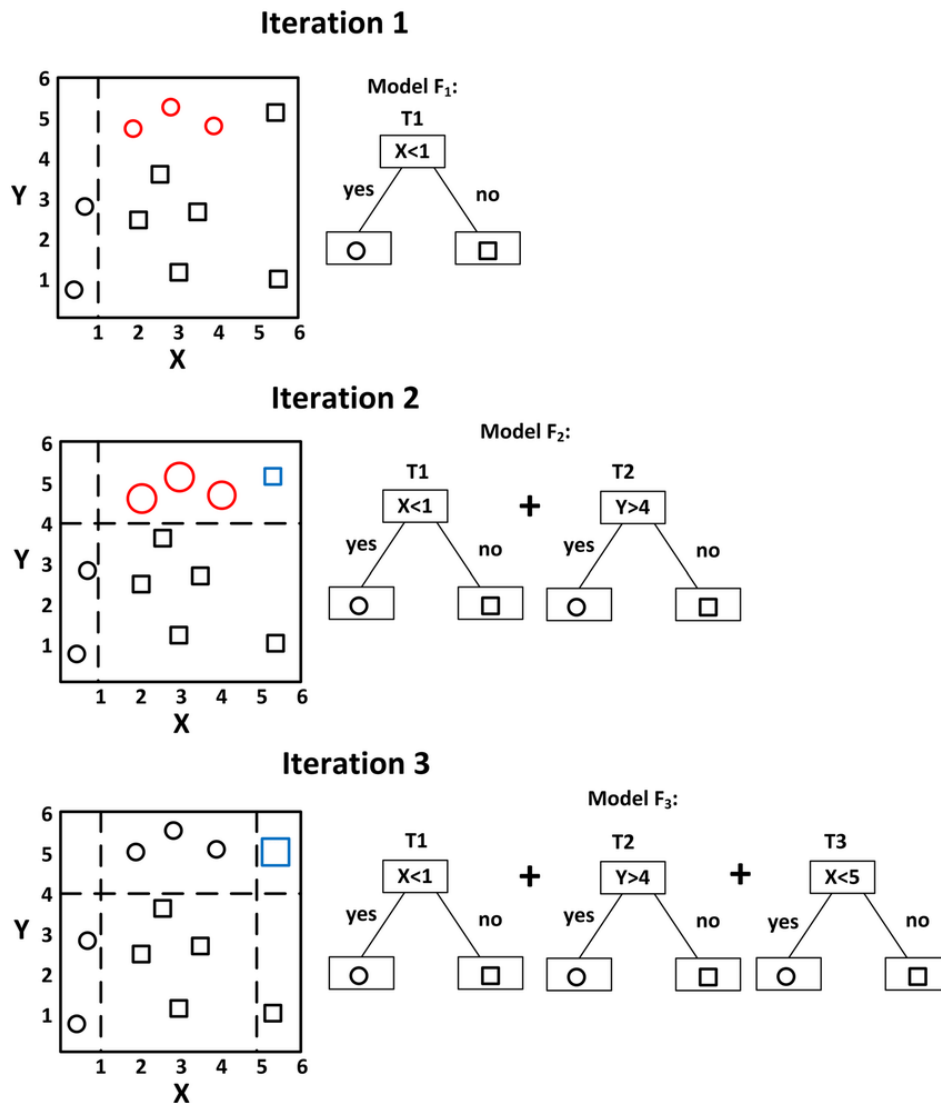 Iteration 1
Model F₁:
T1
X<1
yes
no
Y
6
5
4
3
2
1
1 2 3 4 5 6
X
Iteration 2
Model F₂:
T1
T2
X<1
+
Y>4
yes
no
yes
no
Y
6
5
4
3
2
1
1 2 3 4 5 6
X
Iteration 3
Model F₃:
T1
T2
T3
X<1
+
Y>4
+
X<5
yes
no
yes
no
yes
no
Y
6
5
4
3
2
1
1 2 3 4 5 6
X